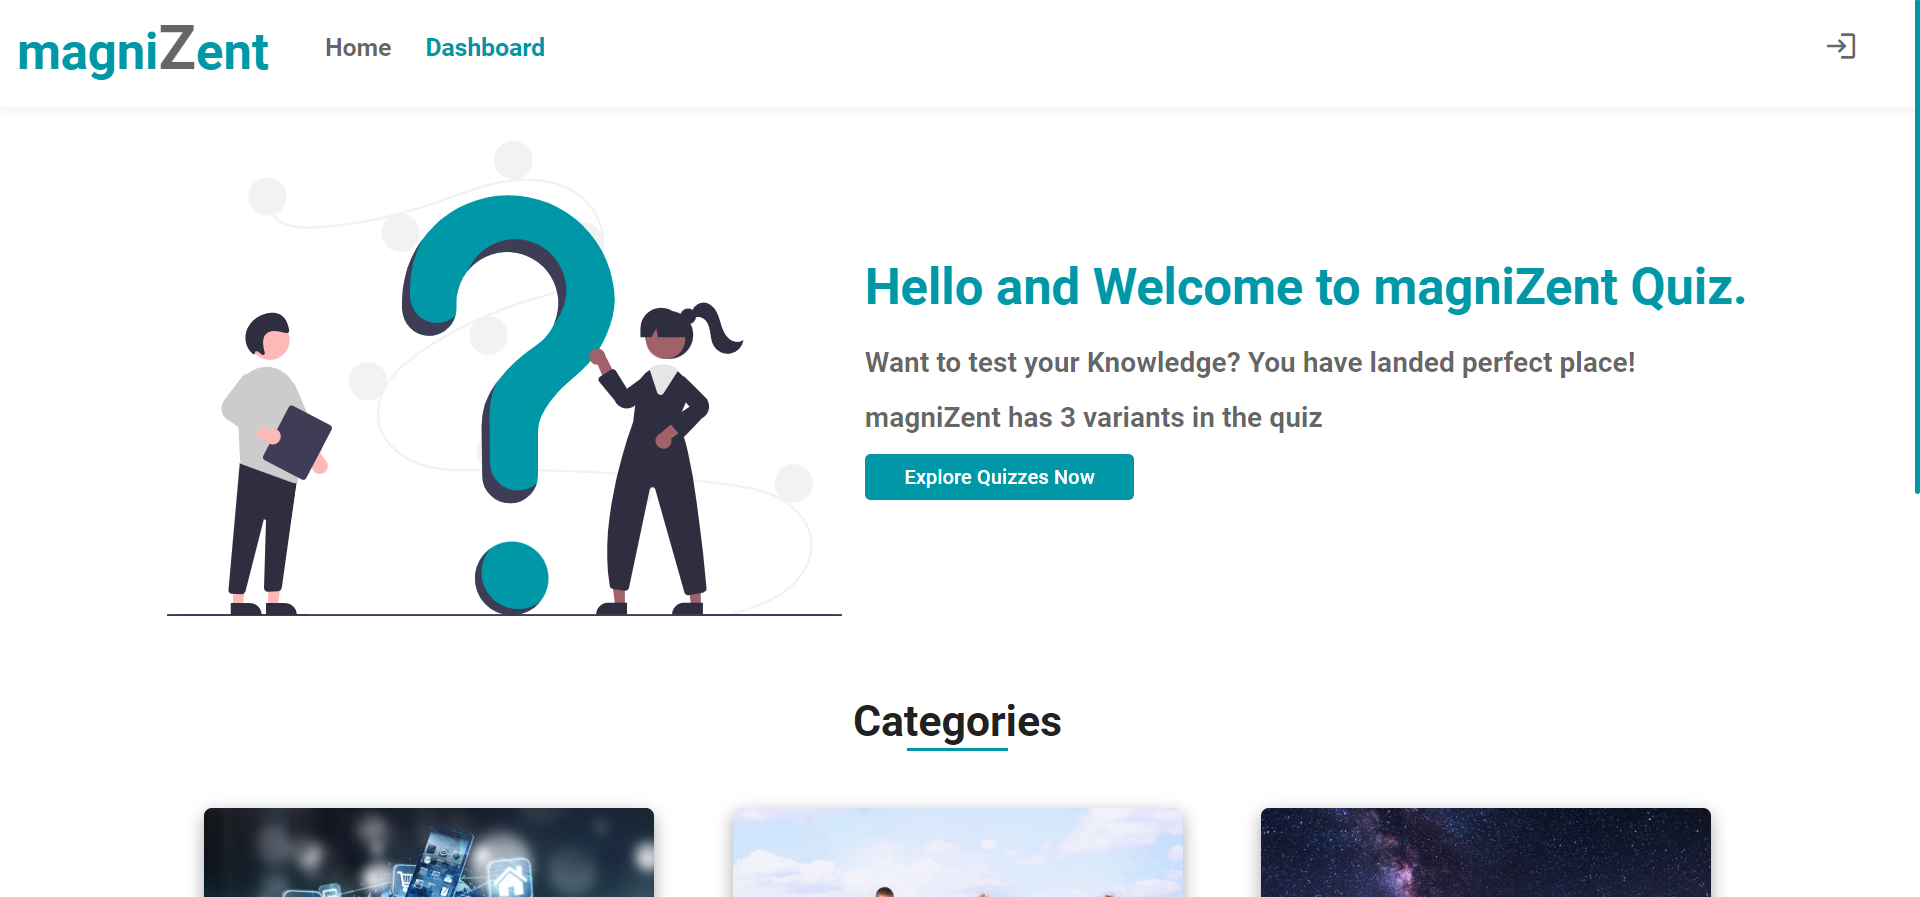 magniZent
Home
Dashboard
Hello and Welcome to magniZent Quiz.
Want to test your Knowledge? You have landed perfect place!
magniZent has 3 variants in the quiz
Explore Quizzes Now
Categories